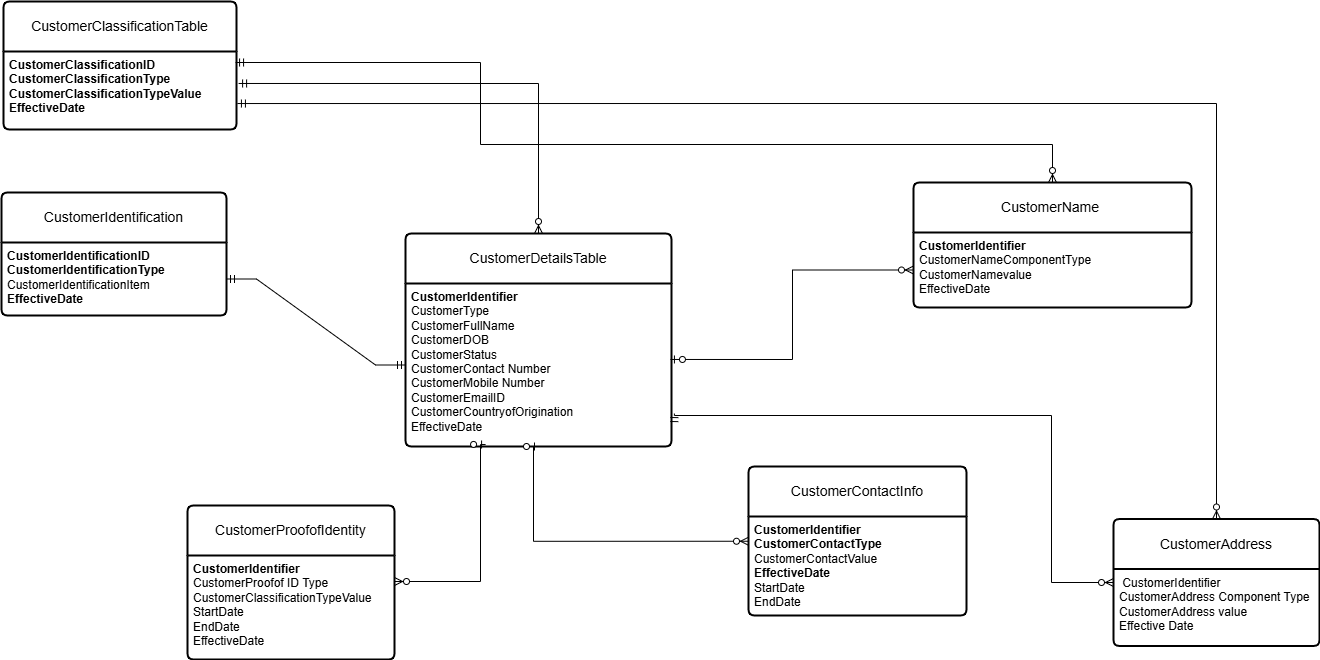 CustomerClassificationTable
CustomerClassificationID
CustomerClassificationType
CustomerClassificationTypeValue
EffectiveDate
CustomerIdentification
CustomerIdentificationID
CustomerIdentificationType
CustomerIdentificationItem
EffectiveDate
CustomerDetailsTable
CustomerIdentifier
CustomerType
CustomerFullName
CustomerDOB
CustomerStatus
CustomerContact Number
CustomerMobile Number
CustomerEmailID
CustomerCountryofOrigination
EffectiveDate
CustomerName
CustomerIdentifier
CustomerNameComponentType
CustomerNamevalue
EffectiveDate
CustomerProofofIdentity
CustomerIdentifier
CustomerProofof ID Type
CustomerClassificationTypeValue
StartDate
EndDate
EffectiveDate
CustomerContactInfo
CustomerIdentifier
CustomerContactType
CustomerContactValue
EffectiveDate
StartDate
EndDate
CustomerAddress
CustomerIdentifier
CustomerAddress Component Type
CustomerAddress value
Effective Date